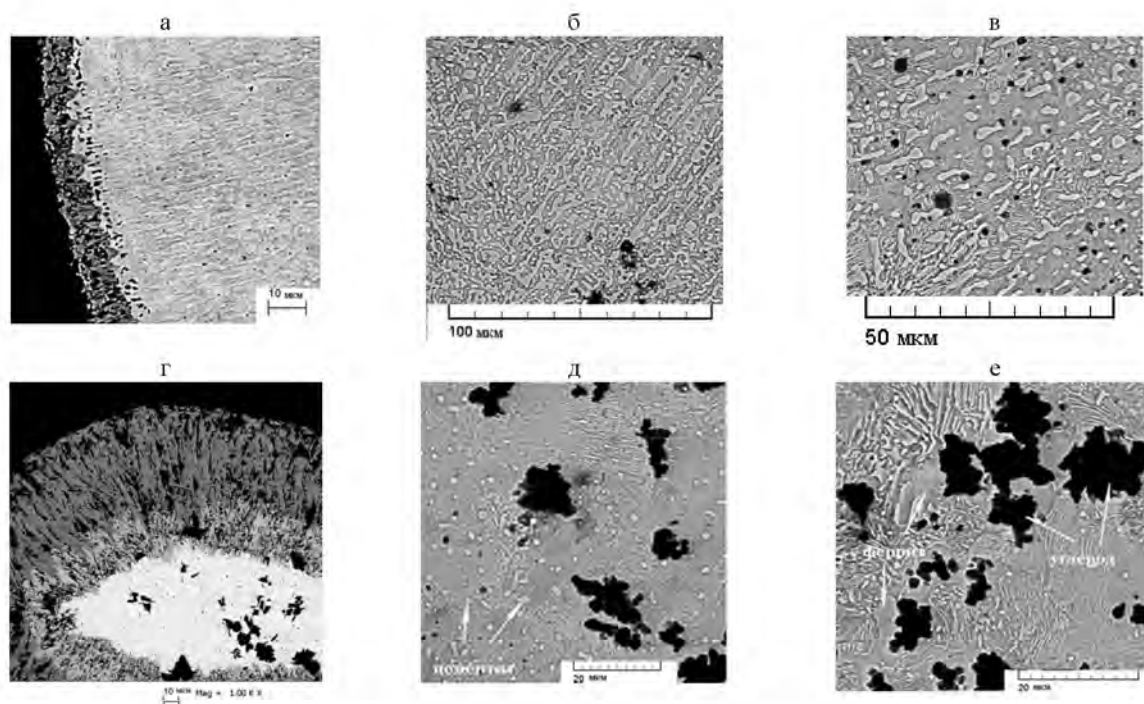 а
б
в
10 мкм
100 мкм
50 мкм
г
д
е
феррит
углерод
цементит
10 мкм Mag = 1.00 K X
20 мкм
20 мкм